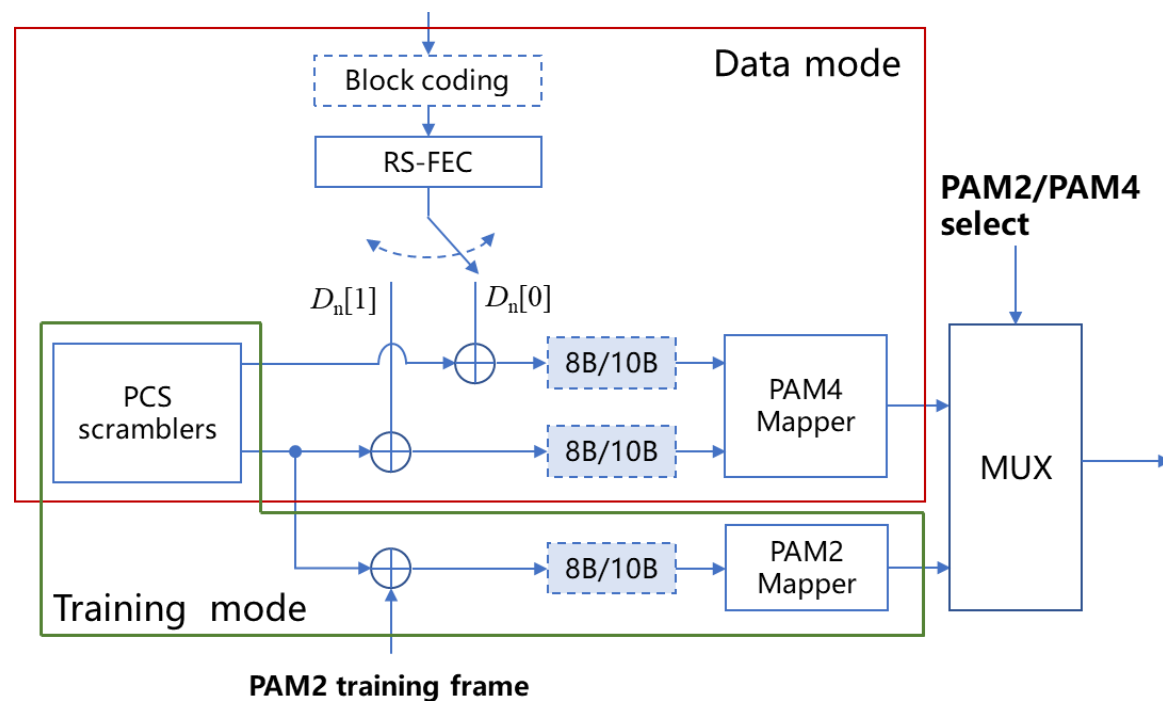 Data mode
Block coding
RS-FEC
PAM2/PAM4
select
Dn[1]
Dn[0]
PCS
scramblers
8B/10B
PAM4
Mapper
8B/10B
MUX
8B/10B
PAM2
Mapper
Training mode
PAM2 training frame